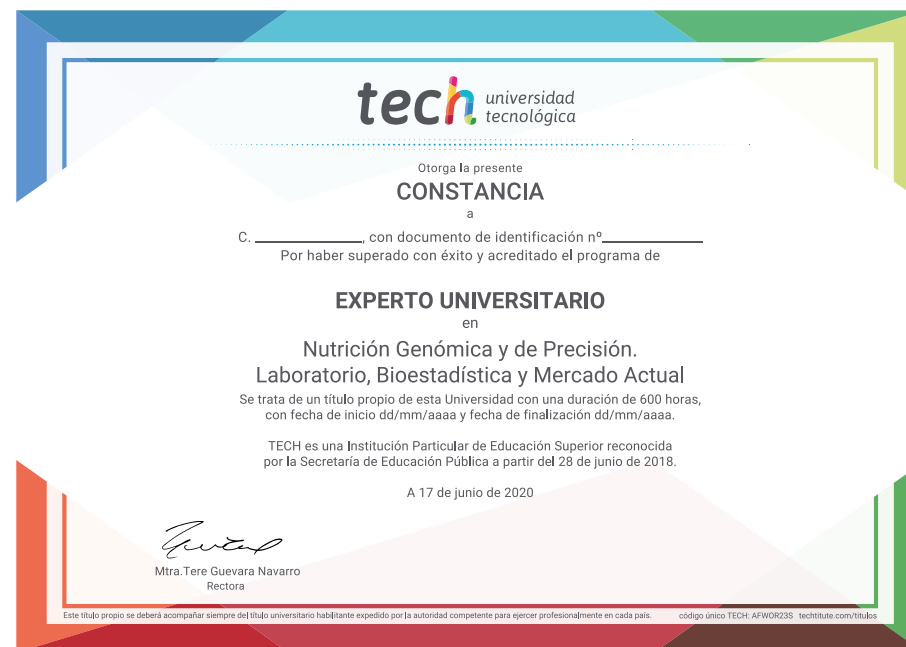 tech universidad
tecnológica
Otorga la presente
CONSTANCIA
a
C. ____________, con documento de identificación nº____________
Por haber superado con éxito y acreditado el programa de
EXPERTO UNIVERSITARIO
en
Nutrición Genómica y de Precisión.
Laboratorio, Bioestadística y Mercado Actual
Se trata de un título propio de esta Universidad con una duración de 600 horas,
con fecha de inicio dd/mm/aaaa y fecha de finalización dd/mm/aaaa.
TECH es una Institución Particular de Educación Superior reconocida
por la Secretaría de Educación Pública a partir del 28 de junio de 2018.
A 17 de junio de 2020
Mtra.Tere Guevara Navarro
Rectora
Este título propio se deberá acompañar siempre del título universitario habilitante expedido por la autoridad competente para ejercer profesionalmente en cada país. código único TECH: AFWOR23S techtitute.com/titulos